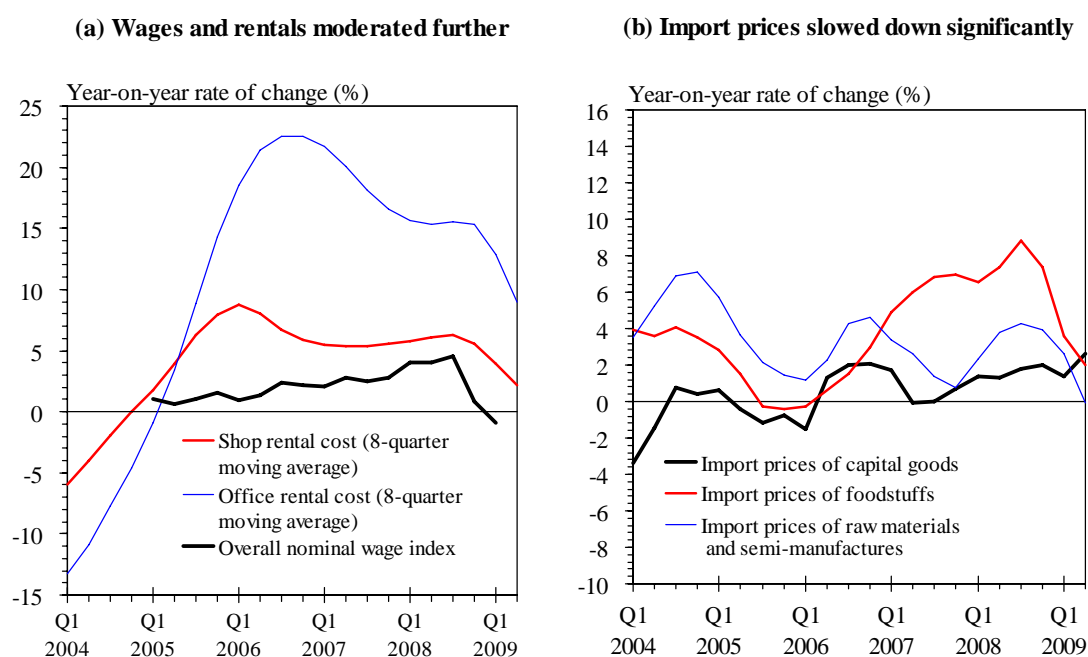 (a) Wages and rentals moderated further
Year-on-year rate of change (%)
25
20
15
10
5
0
-5
-10
-15
Shop rental cost (8-quarter
moving average)
Office rental cost (8-quarter
moving average)
Overall nominal wage index
Q1 Q1 Q1 Q1 Q1 Q1
2004 2005 2006 2007 2008 2009
(b) Import prices slowed down significantly
Year-on-year rate of change (%)
16
14
12
10
8
6
4
2
0
-2
-4
-6
-8
-10
Import prices of capital goods
Import prices of foodstuffs
Import prices of raw materials
and semi-manufactures
Q1 Q1 Q1 Q1 Q1 Q1
2004 2005 2006 2007 2008 2009